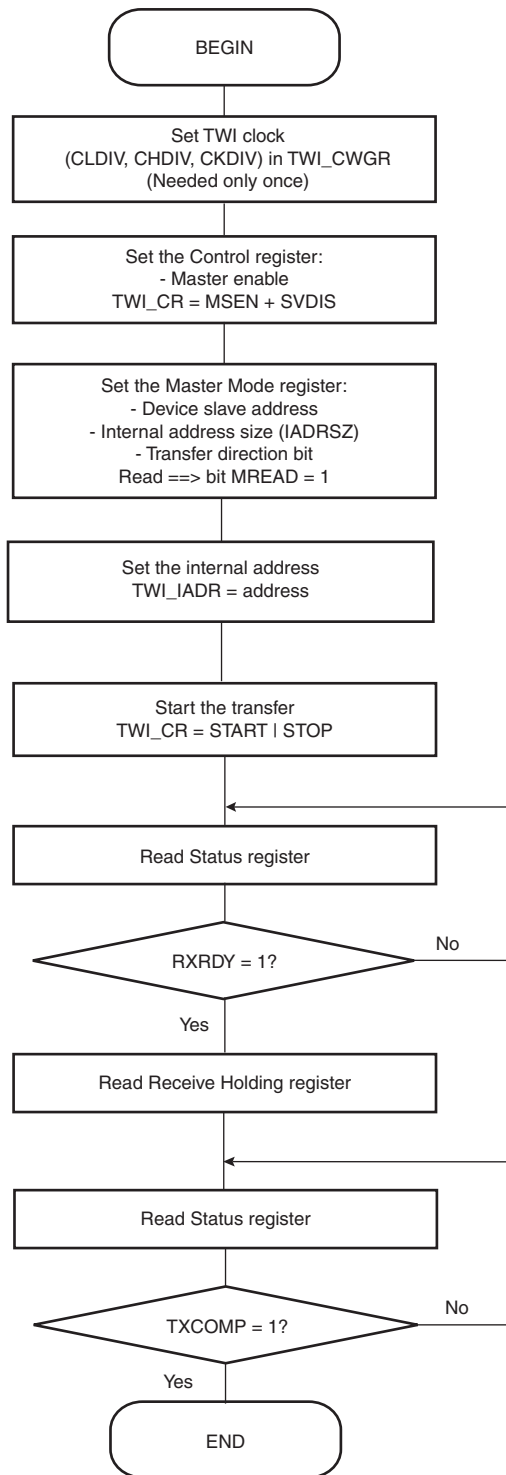 BEGIN
Set TWI clock
(CLDIV, CHDIV, CKDIV) in TWI_CWGR
(Needed only once)
Set the Control register:
- Master enable
TWI_CR = MSEN + SVDIS
Set the Master Mode register:
- Device slave address
- Internal address size (IADRSZ)
- Transfer direction bit
Read ==> bit MREAD = 1
Set the internal address
TWI_IADR = address
Start the transfer
TWI_CR = START | STOP
Read Status register
RXRDY = 1?
No
Yes
Read Receive Holding register
Read Status register
TXCOMP = 1?
No
Yes
END